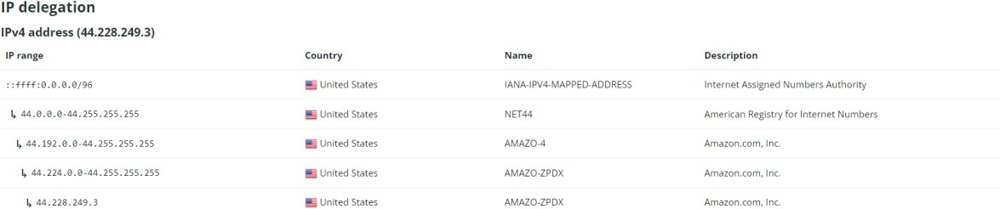 IP delegation
IPv4 address (44.228.249.3)
IP range Country Name Description
::ffff:0.0.0.0/96 United States IANA-IPV4-MAPPED-ADDRESS Internet Assigned Numbers Authority
↳ 44.0.0.0-44.255.255.255 United States NET44 American Registry for Internet Numbers
↳ 44.192.0.0-44.255.255.255 United States AMAZO-4 Amazon.com, Inc.
↳ 44.224.0.0-44.255.255.255 United States AMAZO-ZPDX Amazon.com, Inc.
↳ 44.228.249.3 United States AMAZO-ZPDX Amazon.com, Inc.